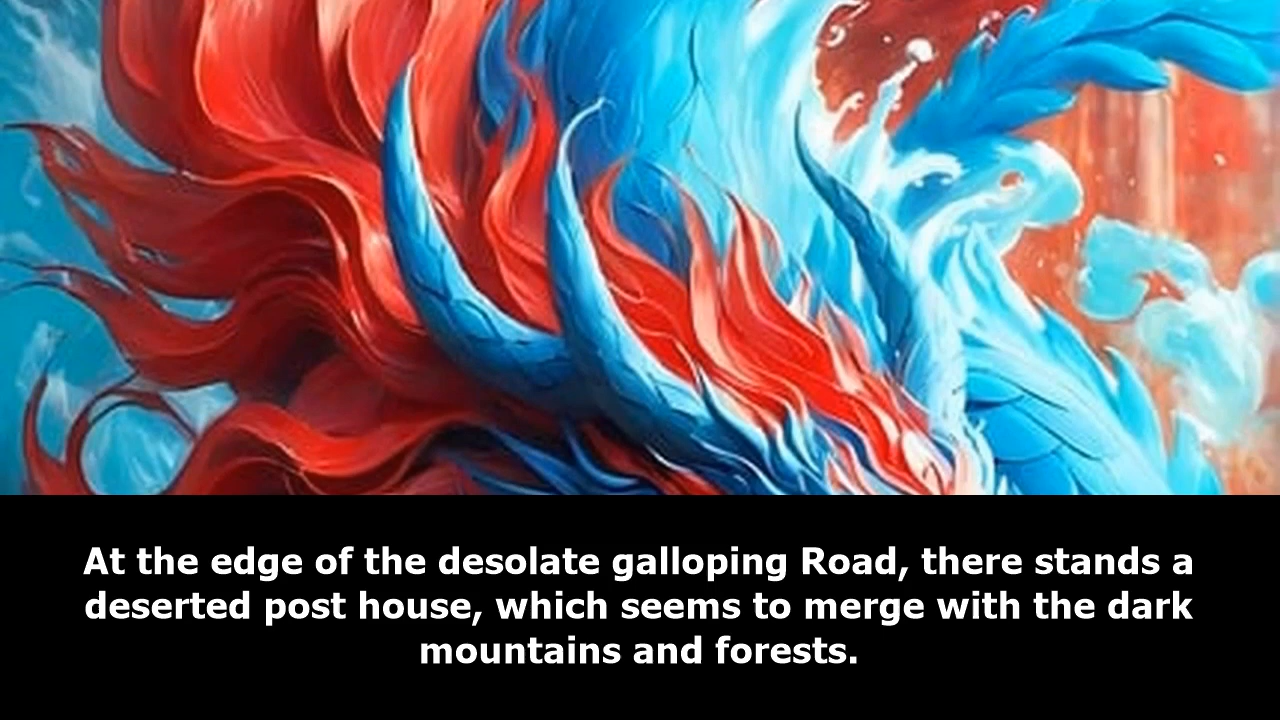 At the edge of the desolate galloping Road, there stands a
deserted post house, which seems to merge with the dark
mountains and forests.